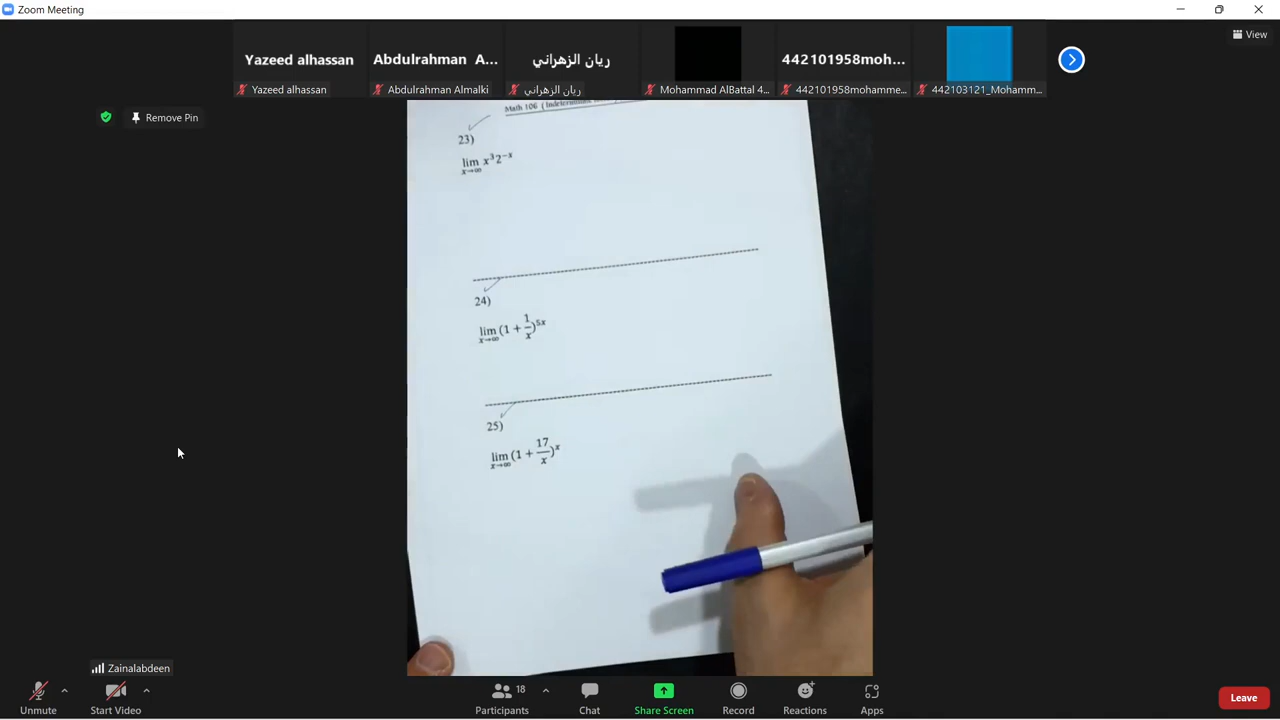 Zoom Meeting
View
Yazeed alhassan
Abdulrahman A...
ريان الزهراني
442101958moh...
Yazeed alhassan
Abdulrahman Almalki
ريان الزهراني
Mohammad AlBattal 4...
442101958mohamme...
442103121_Mohamm...
Remove Pin
Math 106 (Indeterminate
23)
lim x→∞ x³2⁻ˣ
24)
lim x→∞ (1 + 1/x)⁵ˣ
25)
lim x→∞ (1 + 17/x)ˣ
Zainalabdeen
Unmute
Start Video
Participants
18
Chat
Share Screen
Record
Reactions
Apps
Leave